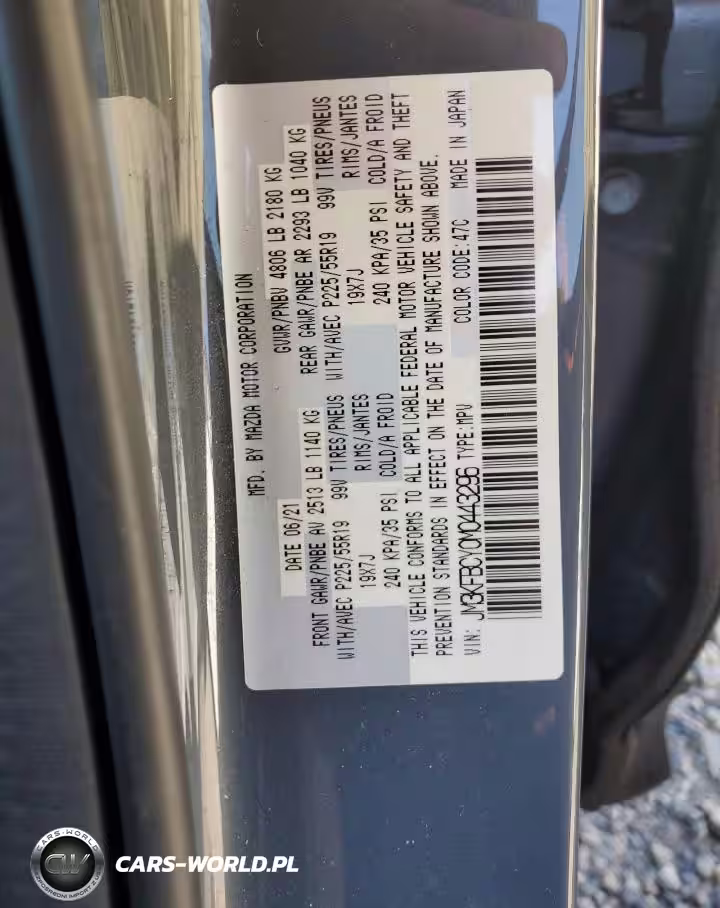 MFD. BY MAZDA MOTOR CORPORATION
DATE 06/21 GVWR/PNBV 4806 LB 2180 KG
FRONT GAWR/PNBE AV 2513 LB 1140 KG REAR GAWR/PNBE AR 2293 LB 1040 KG
WITH/AVEC P225/55R19 99V TIRES/PNEUS WITH/AVEC P225/55R19 99V TIRES/PNEUS
19X7J RIMS/JANTES 19X7J RIMS/JANTES
240 KPA/35 PSI COLD/A FROID 240 KPA/35 PSI COLD/A FROID
THIS VEHICLE CONFORMS TO ALL APPLICABLE FEDERAL MOTOR VEHICLE SAFETY AND THEFT
PREVENTION STANDARDS IN EFFECT ON THE DATE OF MANUFACTURE SHOWN ABOVE.
VIN: JM3KFBCY0M0443296 TYPE:MPV COLOR CODE:47C MADE IN JAPAN
CARS-WORLD
CW
CARS-WORLD.PL